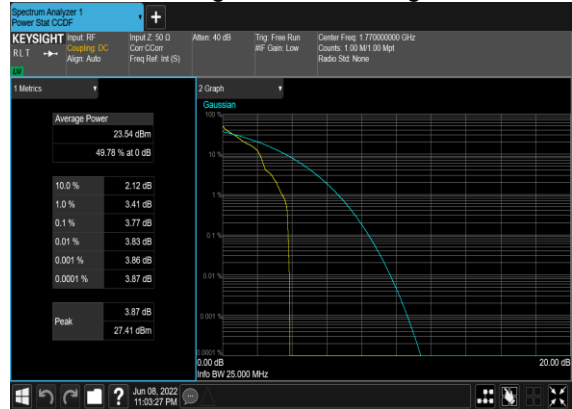 Spectrum Analyzer 1
Power Stat CCDF
+
KEYSIGHT
RLT
Input: RF
Coupling: DC
Align: Auto
Input Z: 50 Ω
Corr CCorr
Freq Ref: Int (S)
Atten: 40 dB
Trig: Free Run
#IF Gain: Low
Center Freq: 1.770000000 GHz
Counts: 1.00 M/1.00 Mpt
Radio Std: None
1 Metrics
Average Power
23.54 dBm
49.78 % at 0 dB
10.0 % 2.12 dB
1.0 % 3.41 dB
0.1 % 3.77 dB
0.01 % 3.83 dB
0.001 % 3.86 dB
0.0001 % 3.87 dB
Peak
3.87 dB
27.41 dBm
2 Graph
Gaussian
100 %
10 %
1 %
0.1 %
0.01 %
0.001 %
0.0001 %
0.00 dB
20.00 dB
Info BW 25.000 MHz
?
Jun 08, 2022
11:03:27 PM